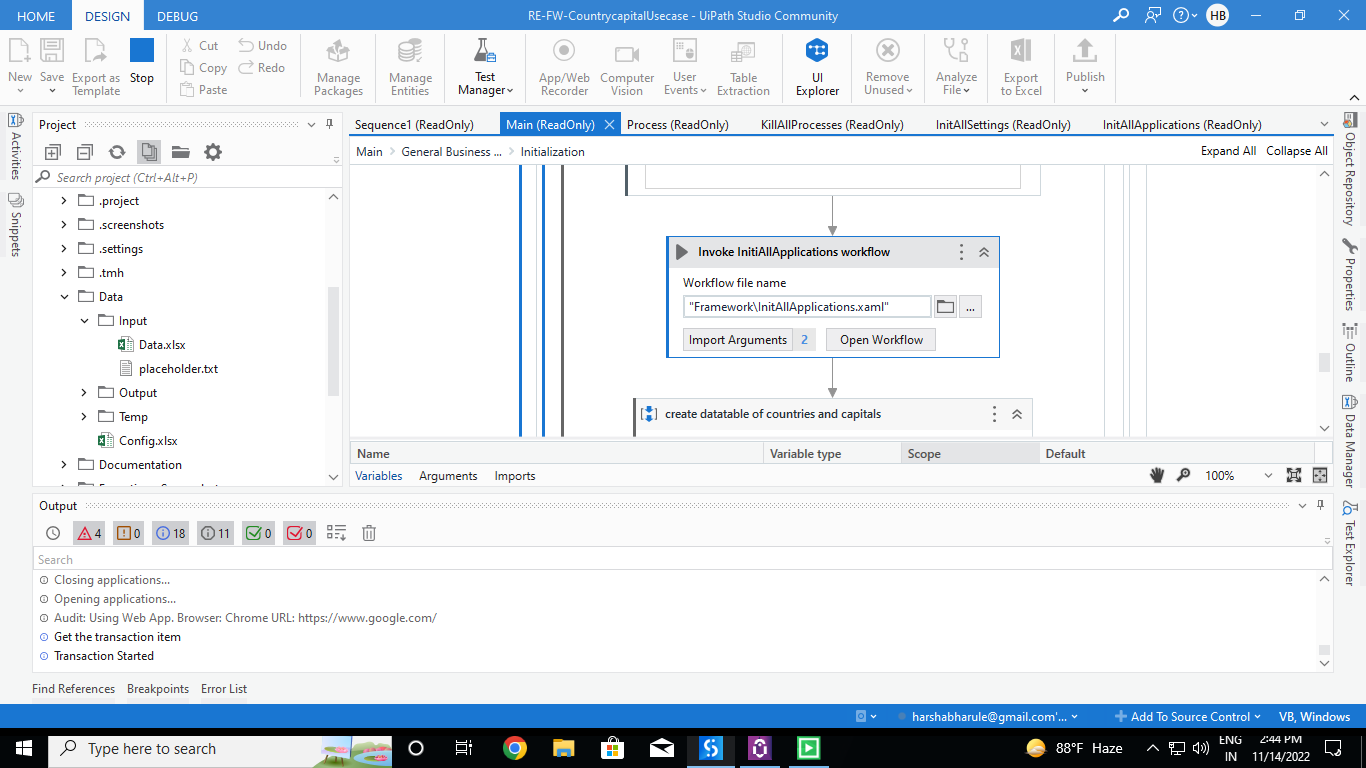 HOME DESIGN DEBUG RE-FW-CountrycapitalUsecase - UiPath Studio Community HB
New Save Export as Template Stop Cut Copy Paste Undo Redo Manage Packages Manage Entities Test Manager App/Web Recorder Computer Vision User Events Table Extraction UI Explorer Remove Unused Analyze File Export to Excel Publish
Activities
Snippets
Project
Search project (Ctrl+Alt+P)
.project
.screenshots
.settings
.tmh
Data
Input
Data.xlsx
placeholder.txt
Output
Temp
Config.xlsx
Documentation
Sequence1 (ReadOnly) Main (ReadOnly) Process (ReadOnly) KillAllProcesses (ReadOnly) InitAllSettings (ReadOnly) InitAllApplications (ReadOnly)
Main General Business ... Initialization Expand All Collapse All
Invoke InitiAllApplications workflow
Workflow file name
"Framework\InitAllApplications.xaml" ...
Import Arguments 2 Open Workflow
create datatable of countries and capitals
Name Variable type Scope Default
Variables Arguments Imports 100%
Object Repository
Properties
Outline
Data Manager
Test Explorer
Output
4 0 18 11 0 0
Search
Closing applications...
Opening applications...
Audit: Using Web App. Browser: Chrome URL: https://www.google.com/
Get the transaction item
Transaction Started
Find References Breakpoints Error List
harshabharule@gmail.com'... Add To Source Control VB, Windows
Type here to search 88°F Haze ENG IN 2:44 PM 11/14/2022